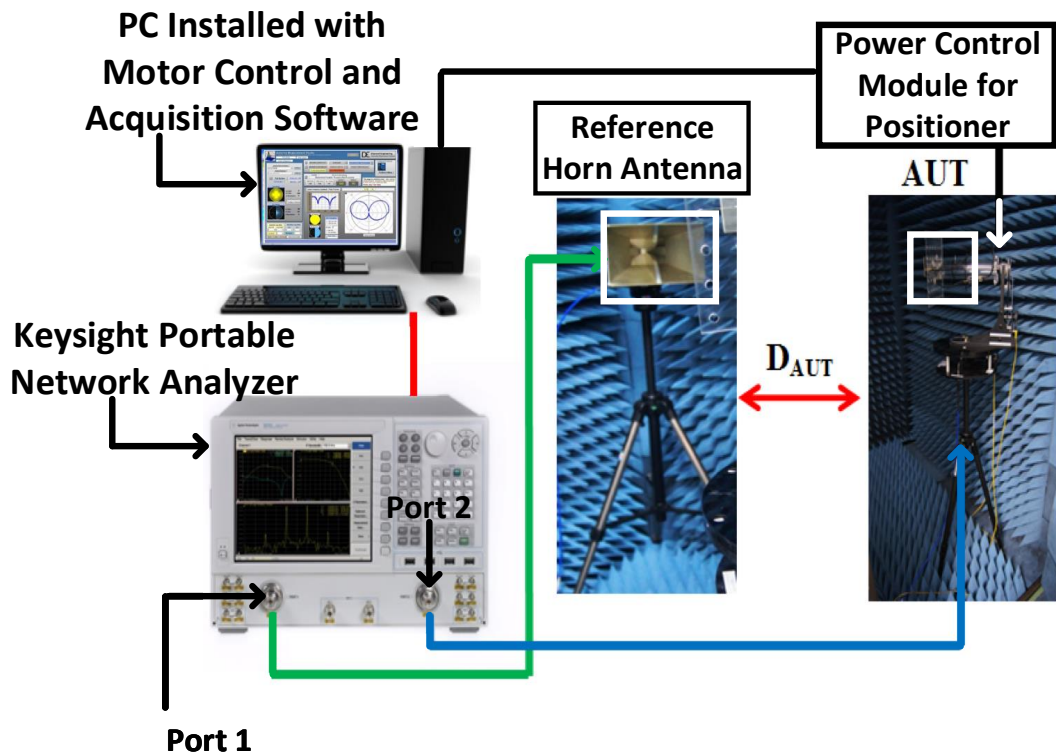 PC Installed with
Motor Control and
Acquisition Software
Power Control
Module for
Positioner
Reference
Horn Antenna
AUT
Keysight Portable
Network Analyzer
D_AUT
Port 2
Port 1